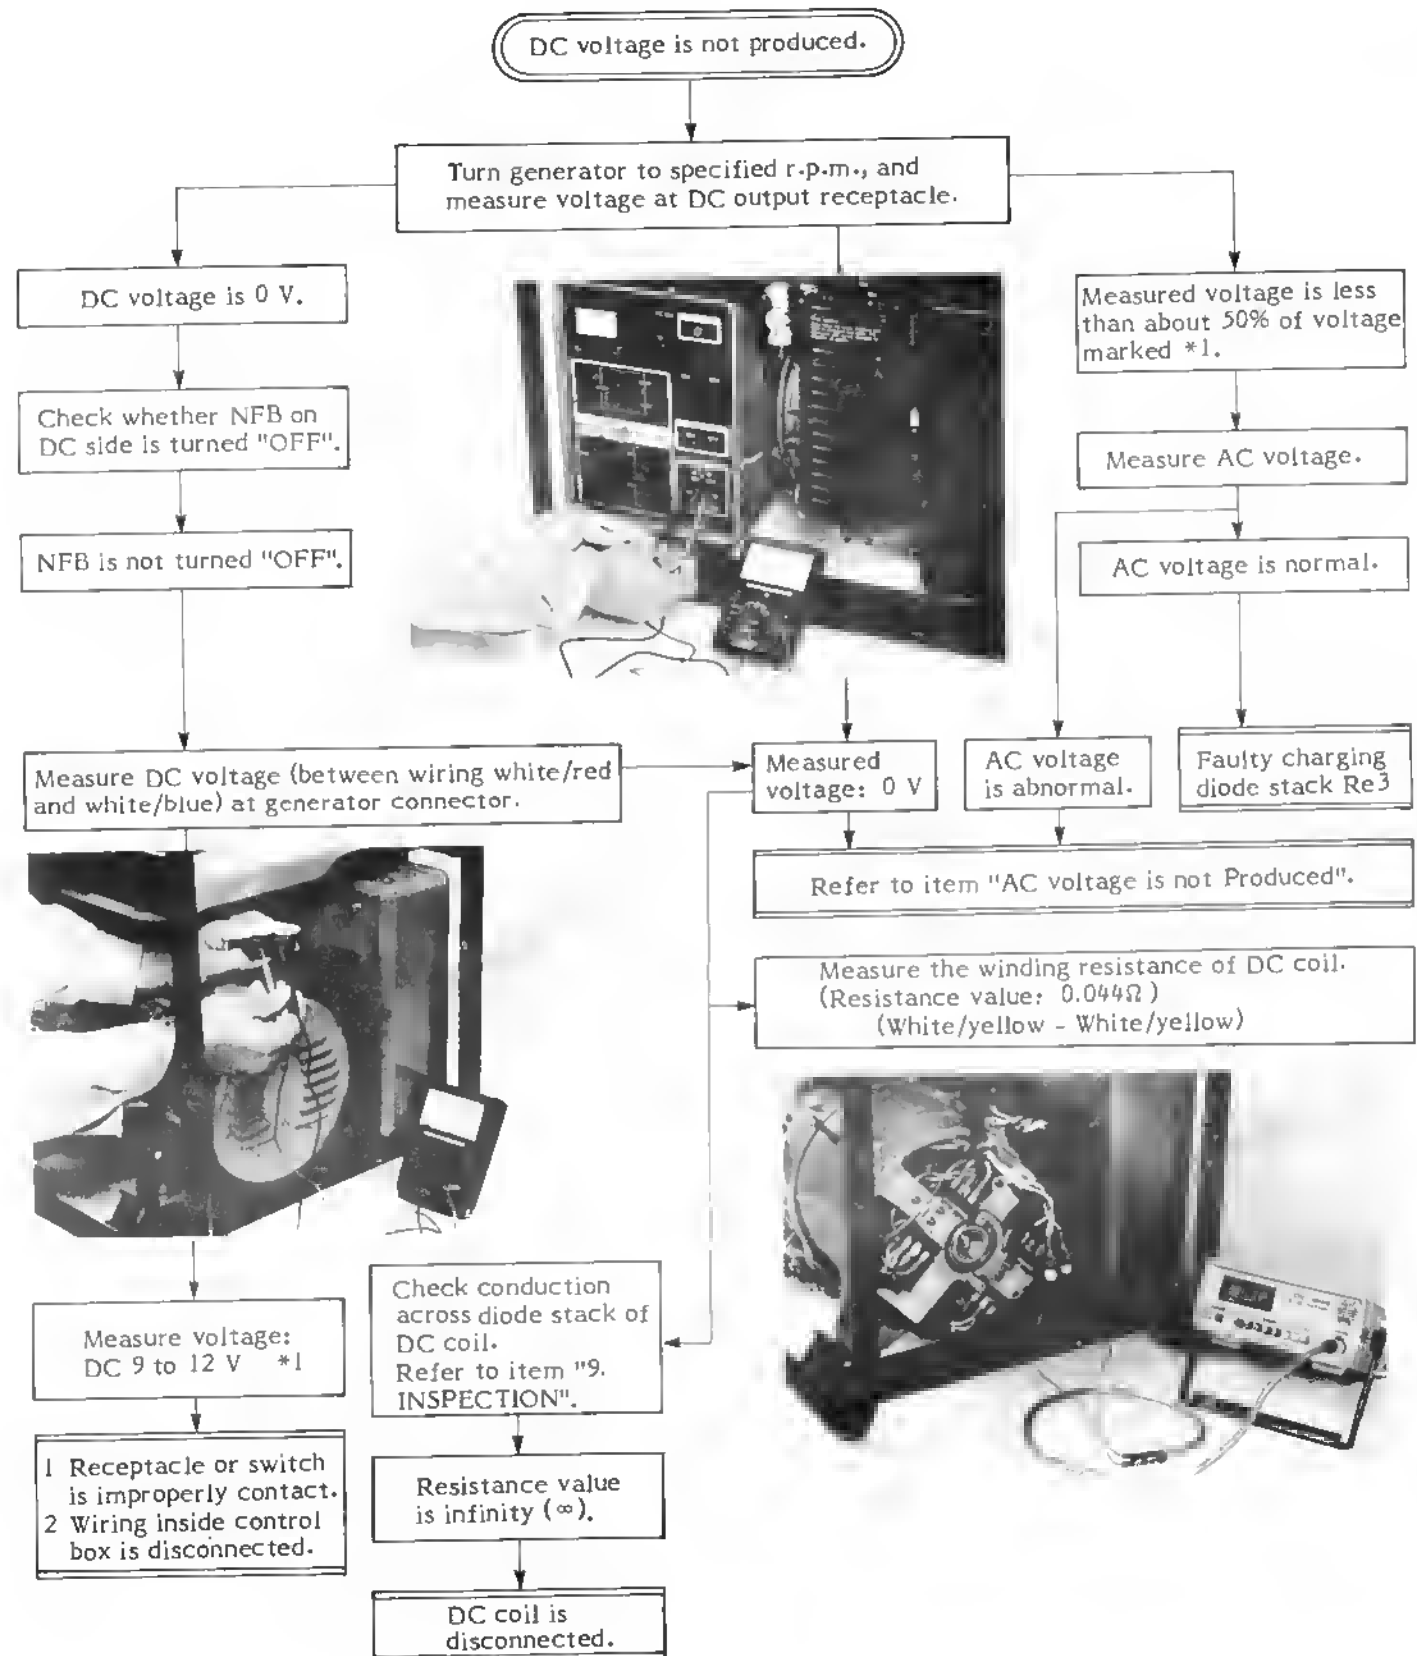 DC voltage is not produced.
Turn generator to specified r.p.m., and
measure voltage at DC output receptacle.
DC voltage is 0 V.
Check whether NFB on
DC side is turned "OFF".
NFB is not turned "OFF".
Measured voltage is less
than about 50% of voltage
marked *1.
Measure AC voltage.
AC voltage is normal.
Measure DC voltage (between wiring white/red
and white/blue) at generator connector.
Measured
voltage: 0 V
AC voltage
is abnormal.
Faulty charging
diode stack Re3
Refer to item "AC voltage is not Produced".
Measure the winding resistance of DC coil.
(Resistance value: 0.044Ω)
(White/yellow - White/yellow)
Measure voltage:
DC 9 to 12 V *1
1 Receptacle or switch
is improperly contact.
2 Wiring inside control
box is disconnected.
Check conduction
across diode stack of
DC coil.
Refer to item "9.
INSPECTION".
Resistance value
is infinity (∞).
DC coil is
disconnected.